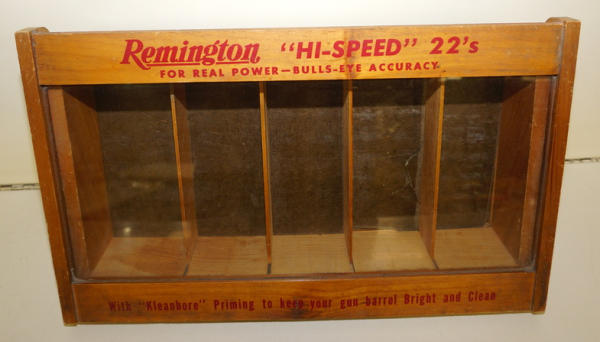 Remington "HI-SPEED" 22's
FOR REAL POWER—BULLS-EYE ACCURACY
With "Kleanbore" Priming to keep your gun barrel Bright and Clean